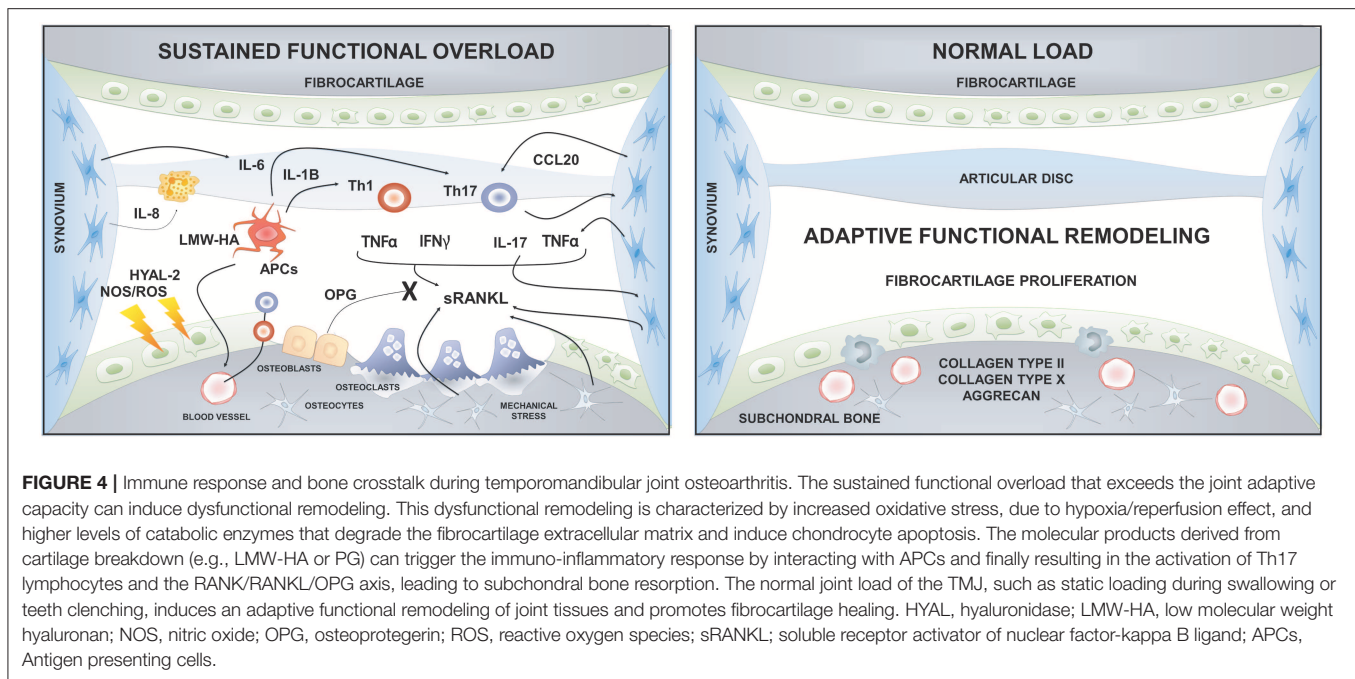 SUSTAINED FUNCTIONAL OVERLOAD
FIBROCARTILAGE
SYNOVIUM
IL-6
IL-1B
IL-8
Th1
Th17
CCL20
LMW-HA
APCs
TNFα
IFNγ
IL-17
TNFα
HYAL-2
NOS/ROS
OPG
X
sRANKL
OSTEOBLASTS
OSTEOCLASTS
OSTEOCYTES
MECHANICAL
STRESS
BLOOD VESSEL
NORMAL LOAD
FIBROCARTILAGE
SYNOVIUM
ARTICULAR DISC
ADAPTIVE FUNCTIONAL REMODELING
FIBROCARTILAGE PROLIFERATION
COLLAGEN TYPE II
COLLAGEN TYPE X
AGGRECAN
SUBCHONDRAL BONE
FIGURE 4 | Immune response and bone crosstalk during temporomandibular joint osteoarthritis. The sustained functional overload that exceeds the joint adaptive
capacity can induce dysfunctional remodeling. This dysfunctional remodeling is characterized by increased oxidative stress, due to hypoxia/reperfusion effect, and
higher levels of catabolic enzymes that degrade the fibrocartilage extracellular matrix and induce chondrocyte apoptosis. The molecular products derived from
cartilage breakdown (e.g., LMW-HA or PG) can trigger the immuno-inflammatory response by interacting with APCs and finally resulting in the activation of Th17
lymphocytes and the RANK/RANKL/OPG axis, leading to subchondral bone resorption. The normal joint load of the TMJ, such as static loading during swallowing or
teeth clenching, induces an adaptive functional remodeling of joint tissues and promotes fibrocartilage healing. HYAL, hyaluronidase; LMW-HA, low molecular weight
hyaluronan; NOS, nitric oxide; OPG, osteoprotegerin; ROS, reactive oxygen species; sRANKL; soluble receptor activator of nuclear factor-kappa B ligand; APCs,
Antigen presenting cells.